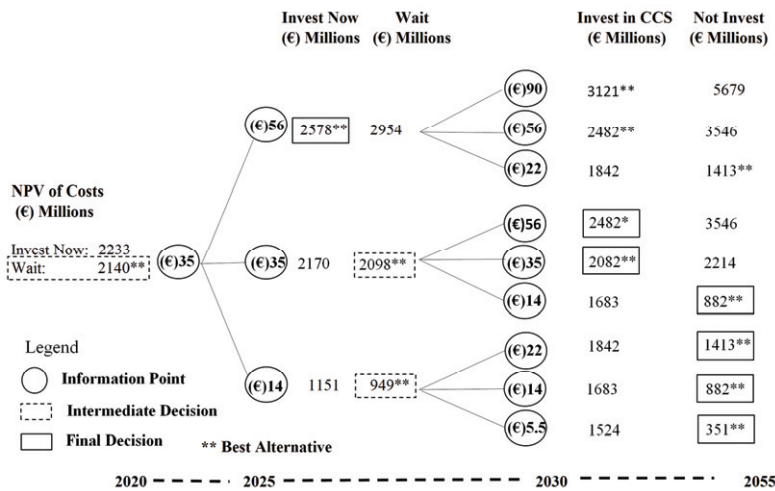 Invest Now Wait Invest in CCS Not Invest
(€) Millions (€) Millions (€ Millions) (€ Millions)
(€)90 3121** 5679
(€)56 2578** 2954 (€)56 2482** 3546
(€)22 1842 1413**
NPV of Costs
(€) Millions
(€)56 2482* 3546
Invest Now: 2233
Wait: 2140** (€)35 (€)35 2170 2098** (€)35 2082** 2214
(€)14 1683 882**
Legend
(€)22 1842 1413**
Information Point (€)14 1151 949** (€)14 1683 882**
Intermediate Decision
(€)5.5 1524 351**
Final Decision ** Best Alternative
2020 2025 2030 2055